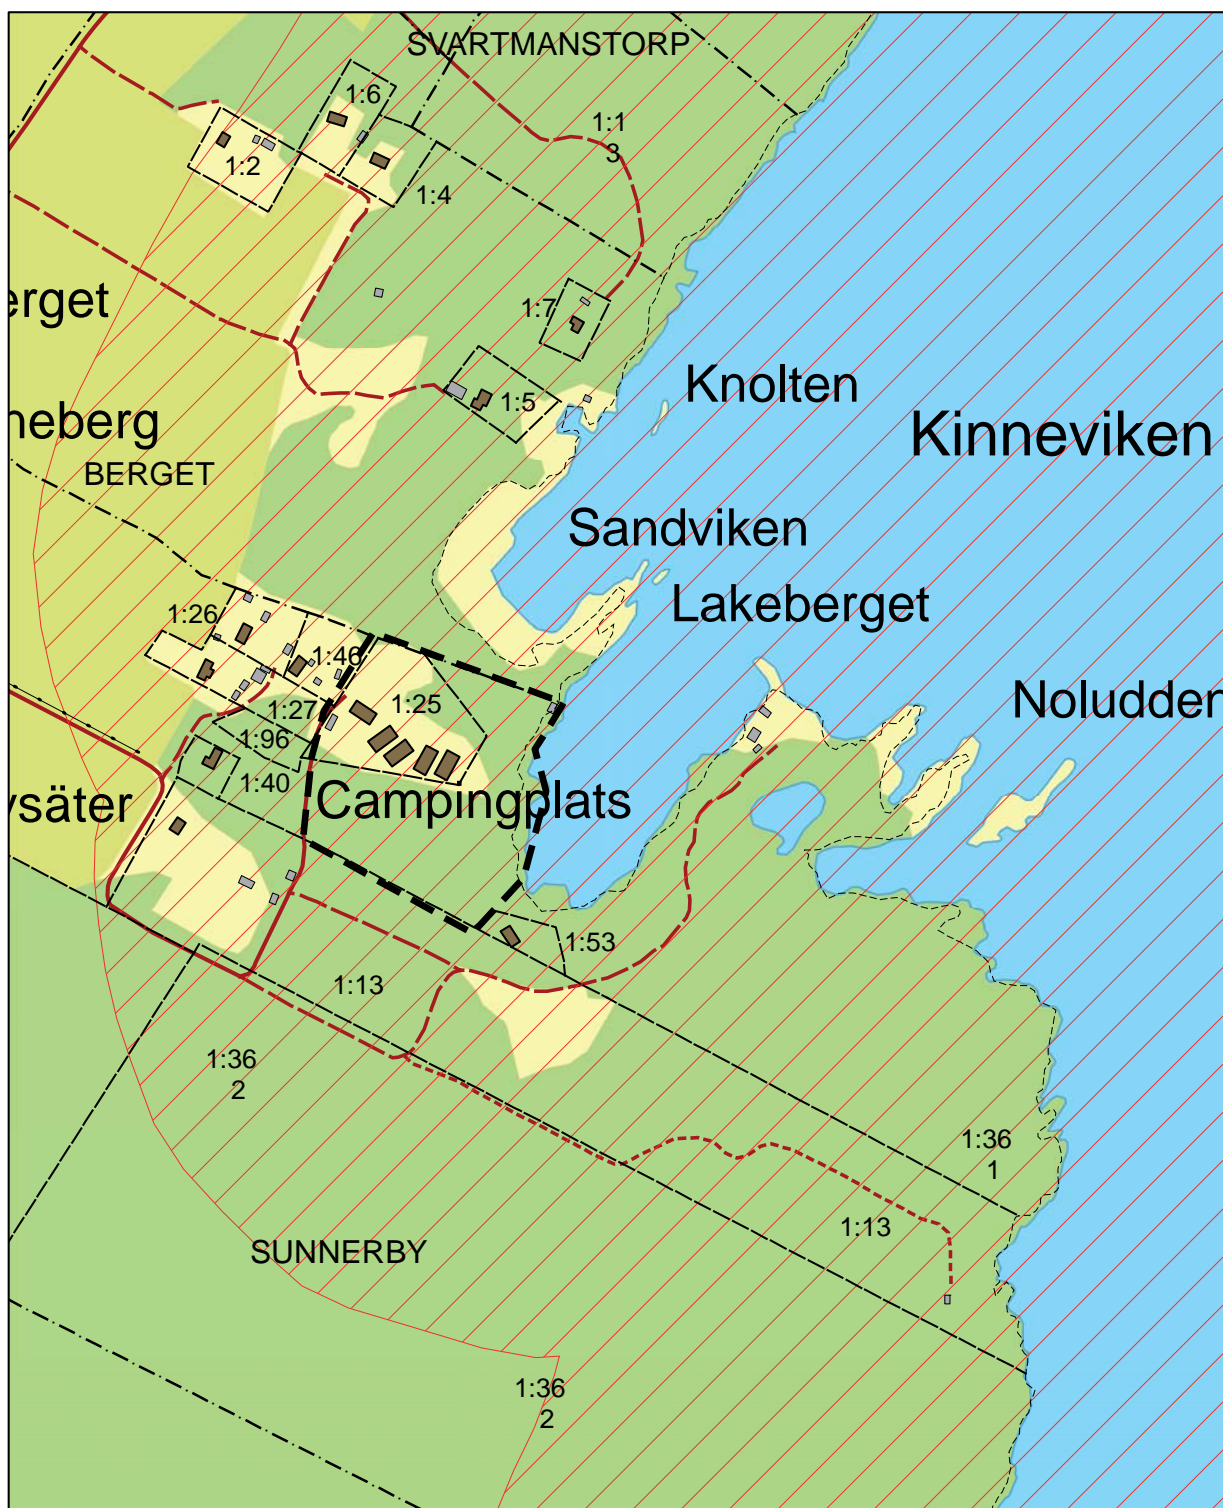 SVARTMANSTORP
1:6
1:1
3
1:2
1:4
erget
1:7
Knolten
1:5
neberg
Kinneviken
BERGET
Sandviken
Lakeberget
1:26
1:46
Noludden
1:25
1:27
1:96
1:40
Campingplats
ysäter
1:53
1:13
1:36
2
1:36
1
1:13
SUNNERBY
1:36
2